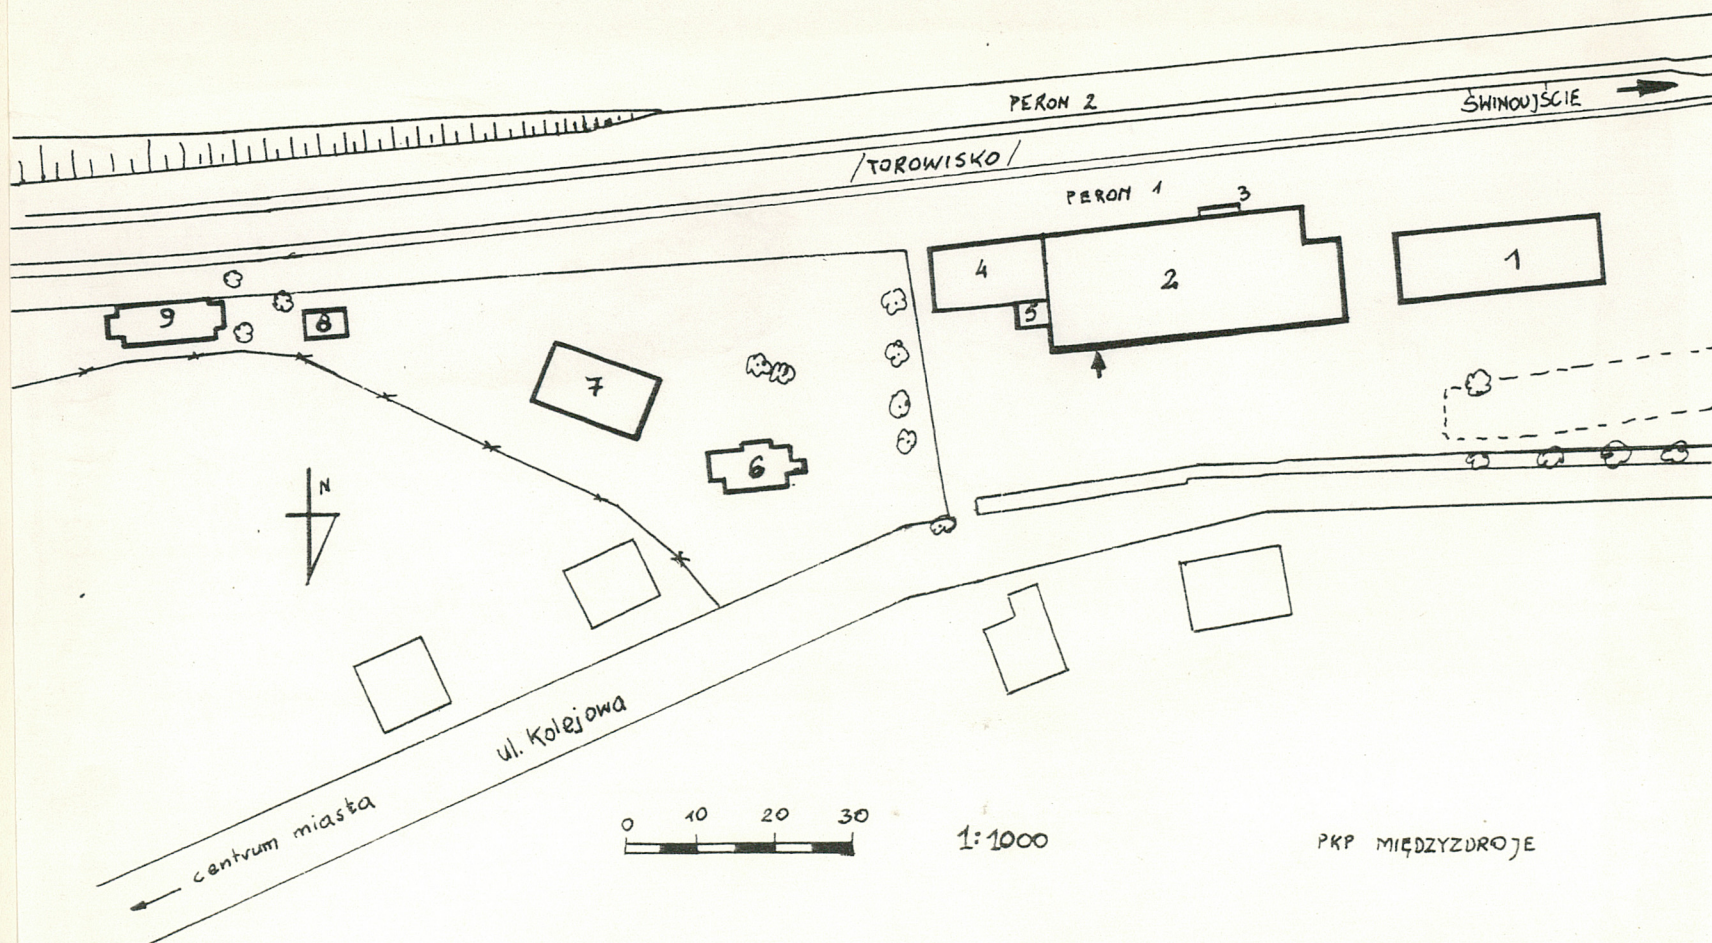 PERON 2
ŚWINOUJŚCIE
/TOROWISKO/
PERON 1
3
4
2
1
5
9
8
7
6
N
ul. Kolejowa
centrum miasta
0 10 20 30
1:1000
PKP MIĘDZYZDROJE